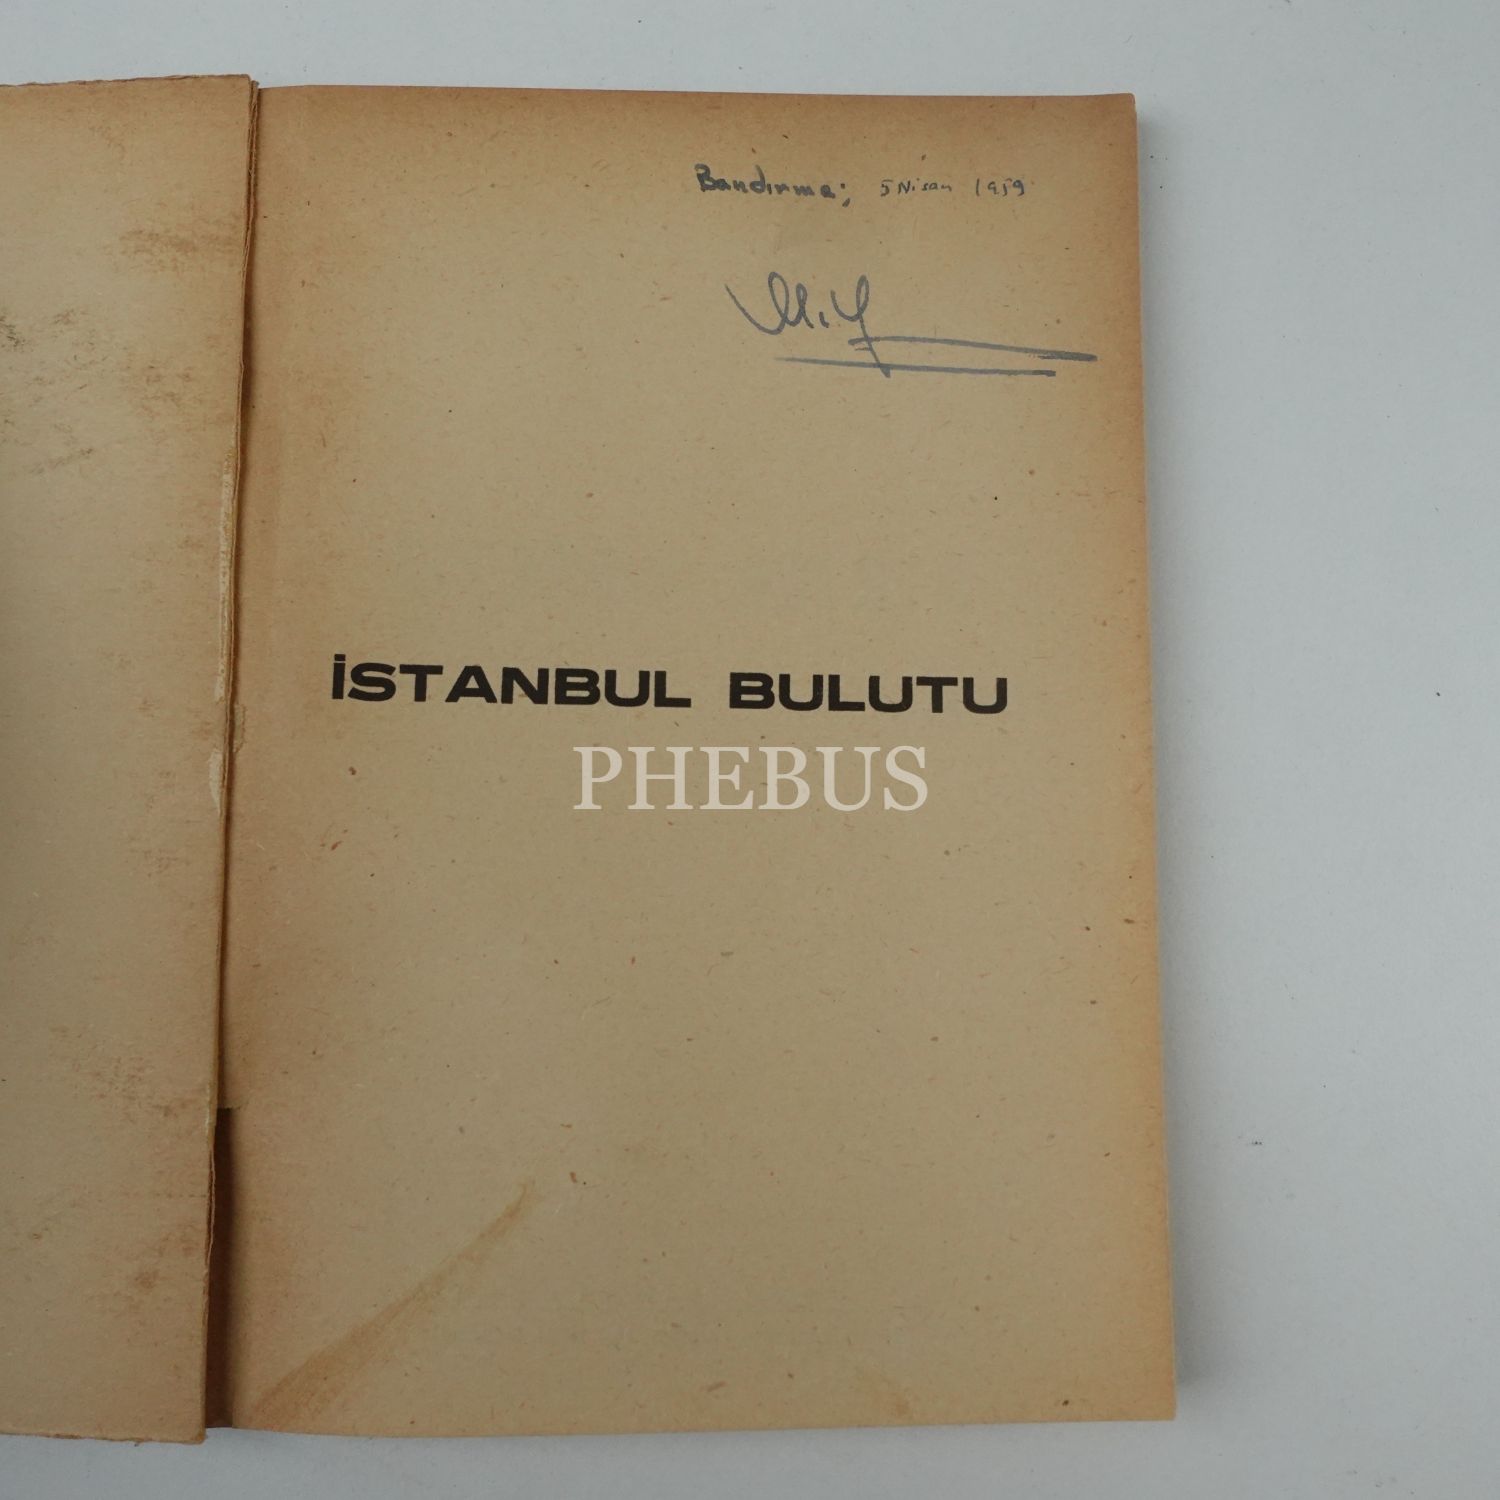 Bandırma; 5 Nisan 1959
İSTANBUL BULUTU
PHEBUS